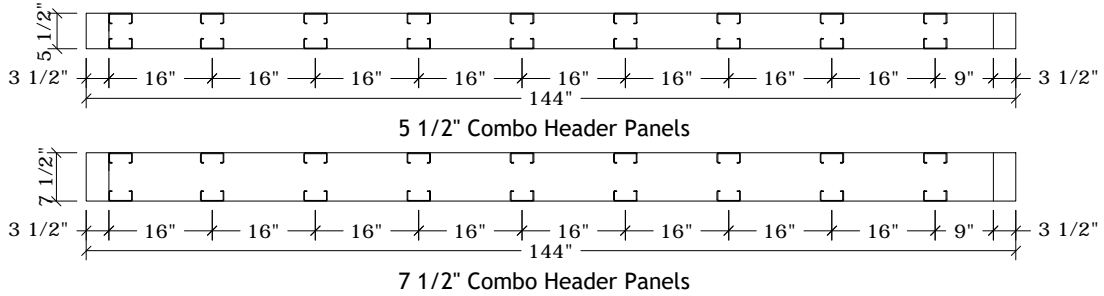 5 1/2"
3 1/2" 16" 16" 16" 16" 16" 16" 16" 16" 9" 3 1/2"
144"
5 1/2" Combo Header Panels
7 1/2"
3 1/2" 16" 16" 16" 16" 16" 16" 16" 16" 9" 3 1/2"
144"
7 1/2" Combo Header Panels